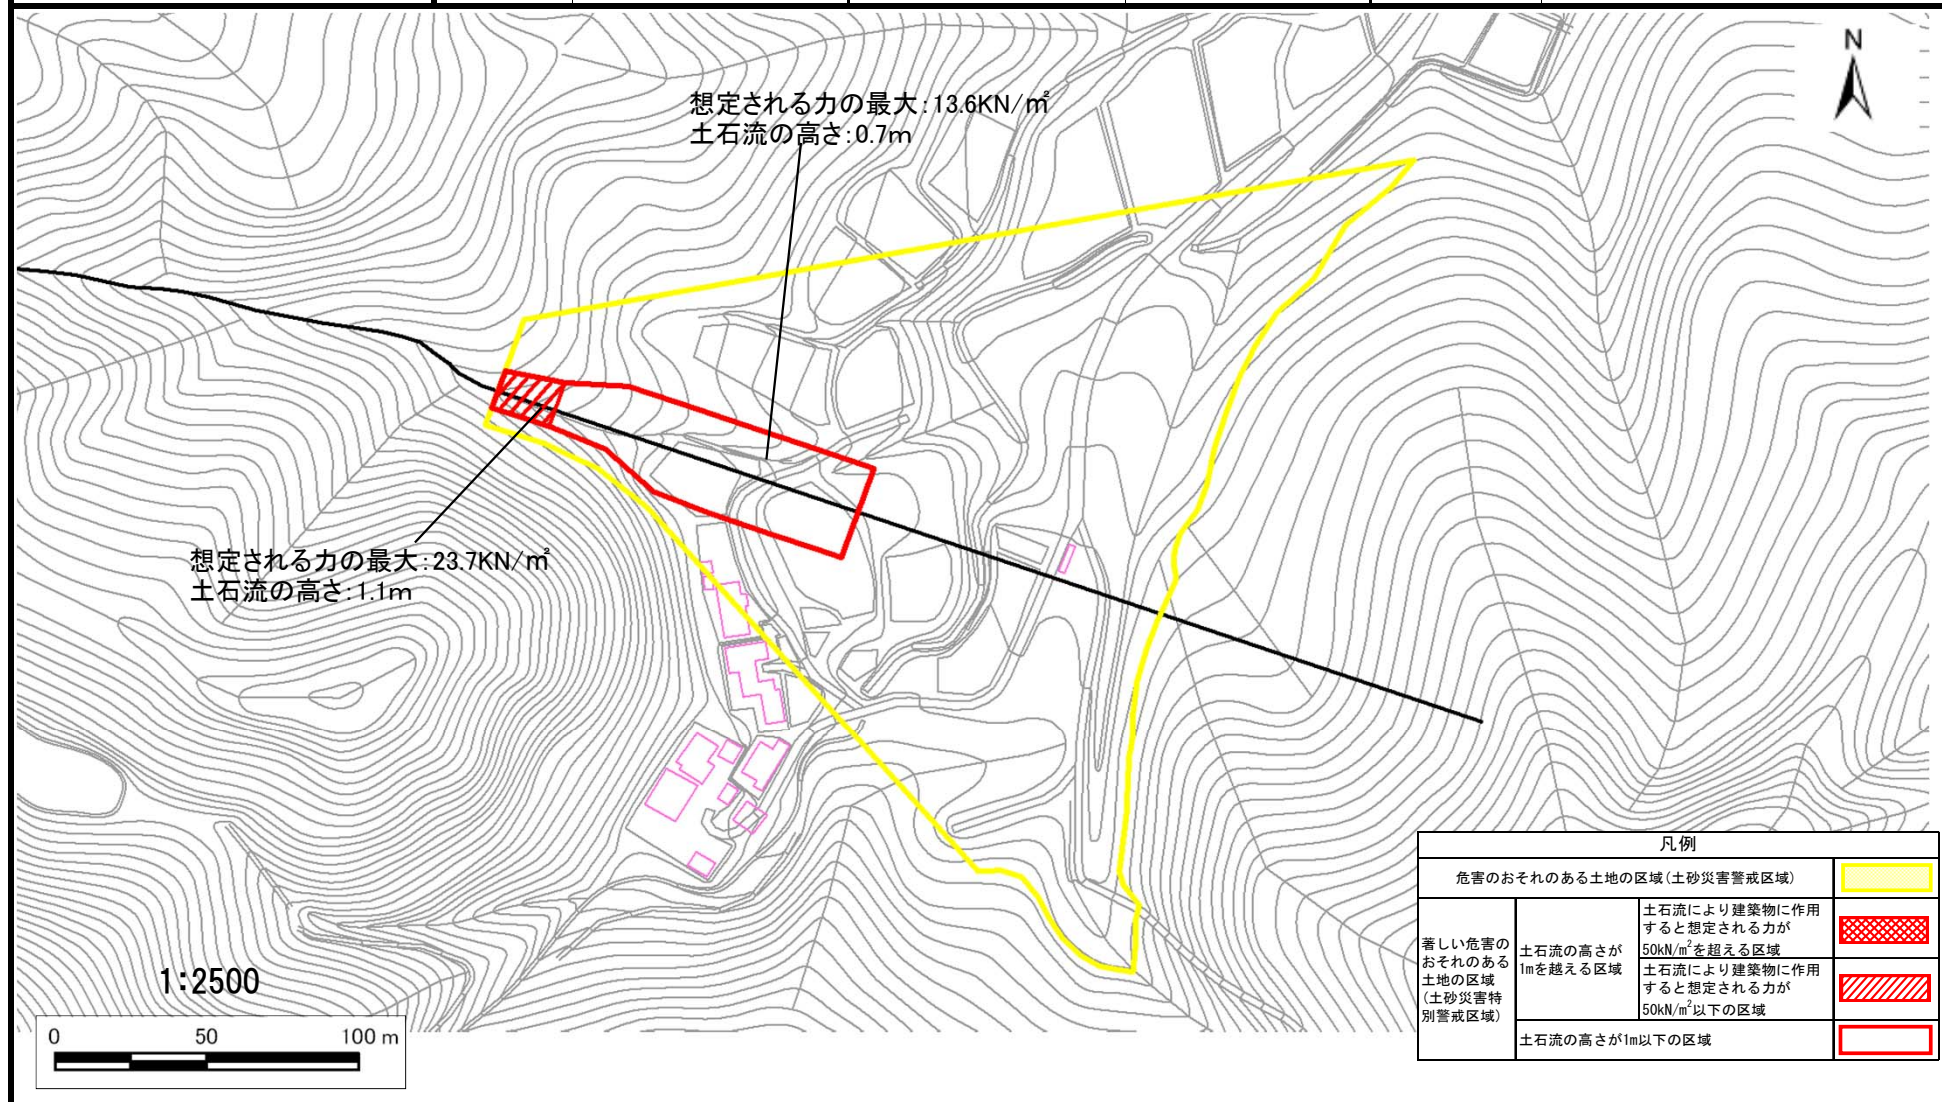 N
想定される力の最大:13.6KN/㎡
土石流の高さ:0.7m
想定される力の最大:23.7KN/㎡
土石流の高さ:1.1m
1:2500
0 50 100 m
凡例
危害のおそれのある土地の区域(土砂災害警戒区域)
著しい危害の
おそれのある
土地の区域
(土砂災害特
別警戒区域)
土石流の高さが
1mを越える区域
土石流により建築物に作用
すると想定される力が
50kN/m²を超える区域
土石流により建築物に作用
すると想定される力が
50kN/m²以下の区域
土石流の高さが1m以下の区域